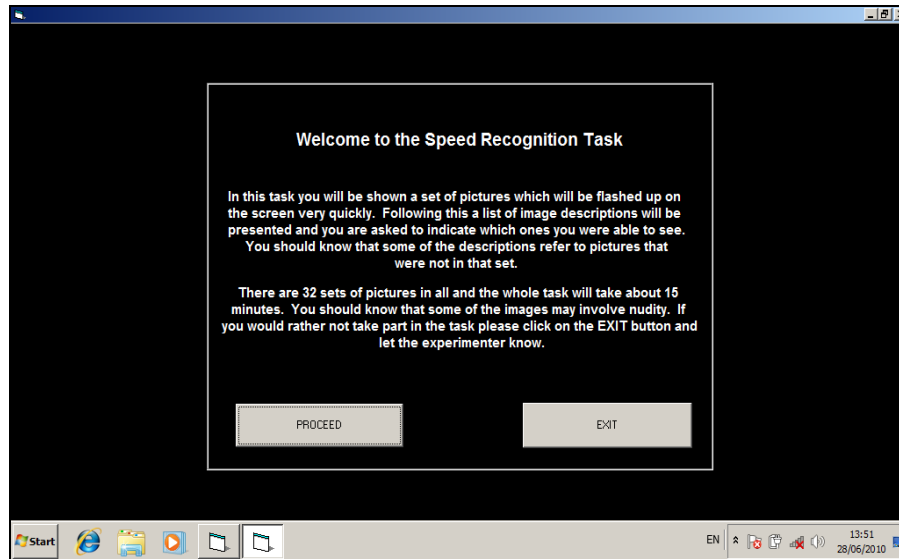 Welcome to the Speed Recognition Task
In this task you will be shown a set of pictures which will be flashed up on
the screen very quickly.  Following this a list of image descriptions will be
presented and you are asked to indicate which ones you were able to see.
You should know that some of the descriptions refer to pictures that
were not in that set.
There are 32 sets of pictures in all and the whole task will take about 15
minutes.  You should know that some of the images may involve nudity.  If
you would rather not take part in the task please click on the EXIT button and
let the experimenter know.
PROCEED
EXIT
Start
EN
13:51
28/06/2010